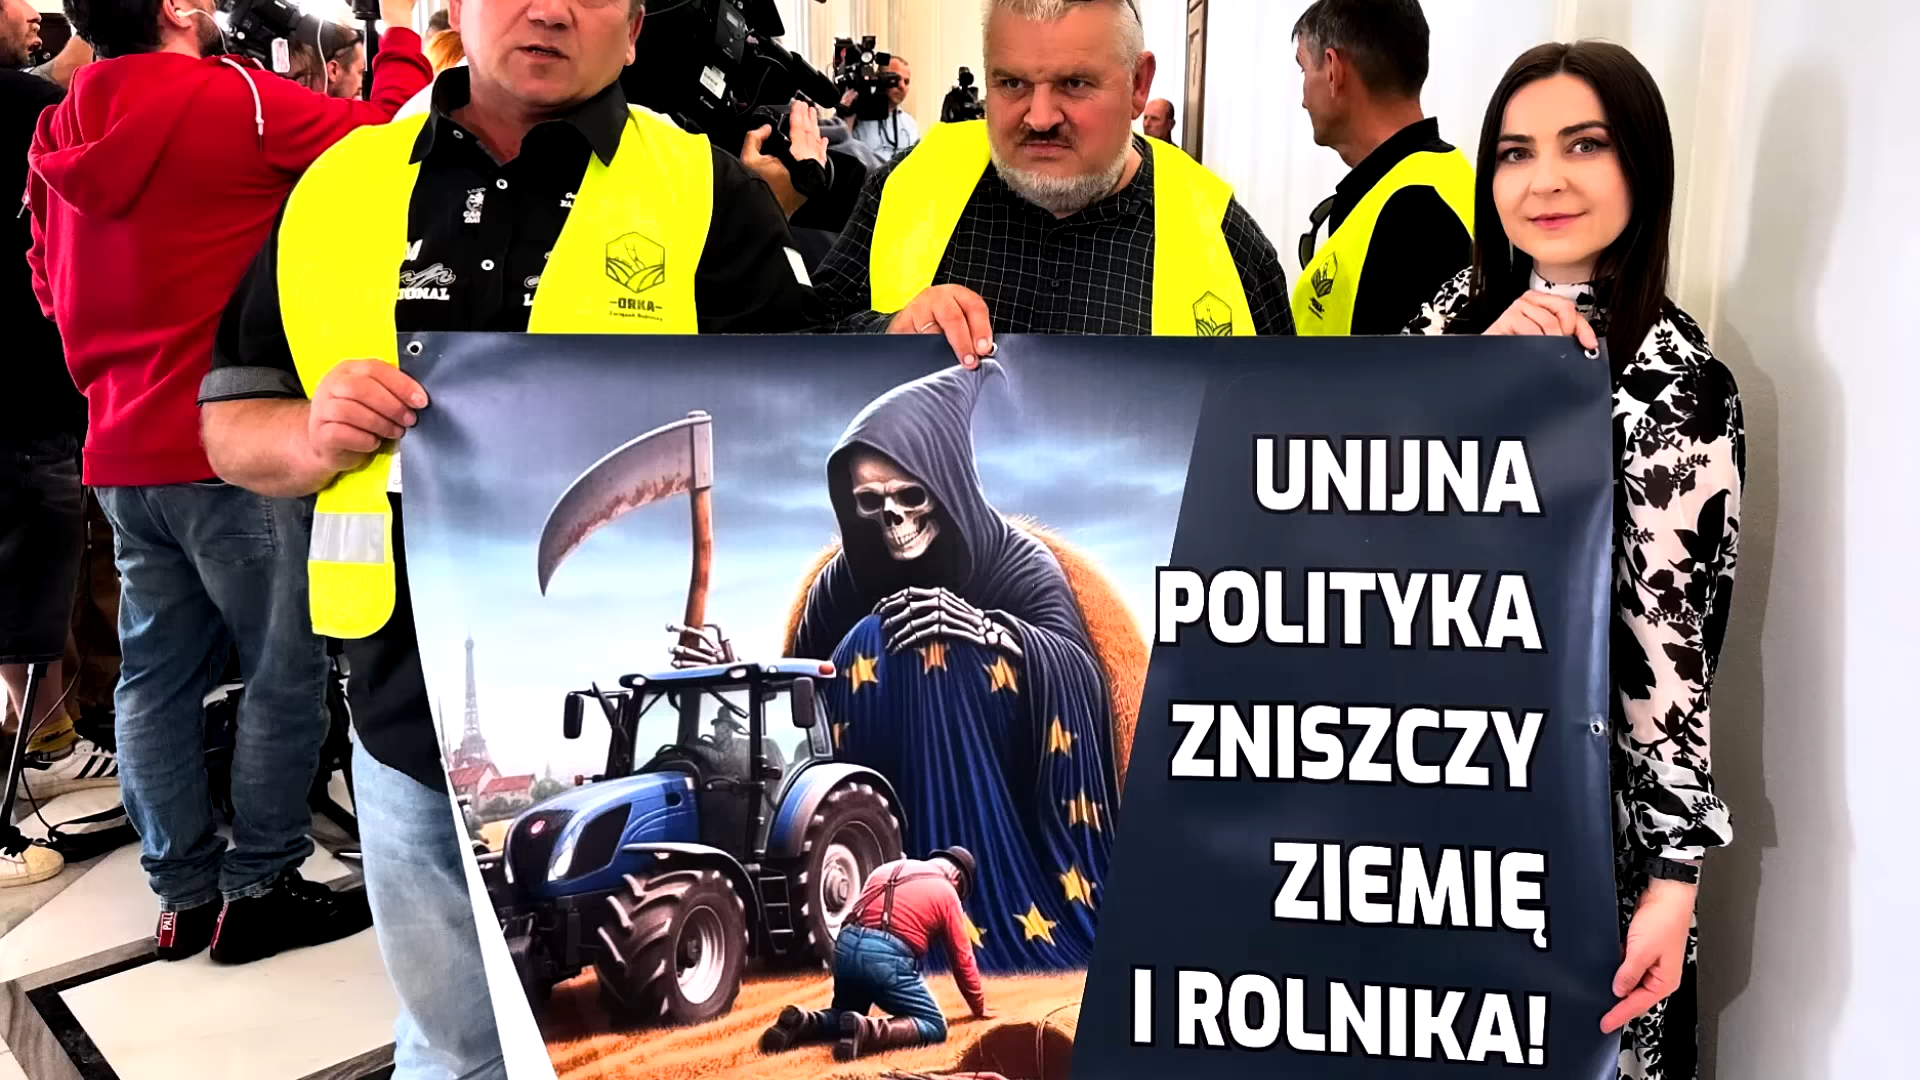 ORKA
UNIJNA
POLITYKA
ZNISZCZY
ZIEMIĘ
I ROLNIKA!